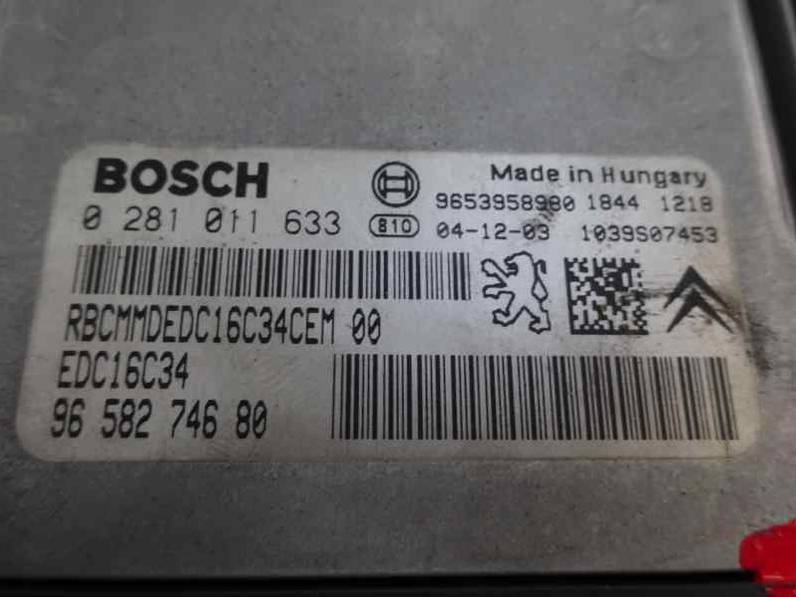 BOSCH
Made in Hungary
9653958980 1844 1218
0 281 011 633
810
04-12-03 1039S07453
RBCMMDEDC16C34CEM 00
EDC16C34
96 582 746 80